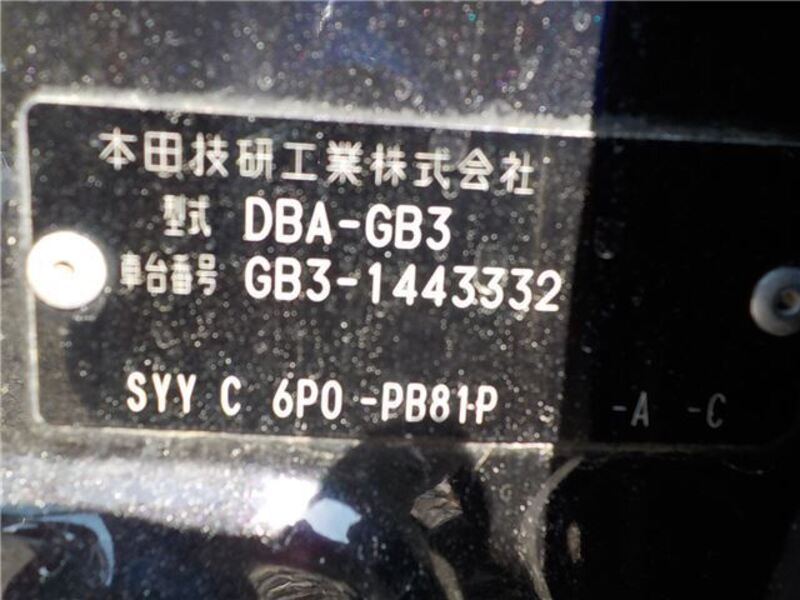 本田技研工業株式会社
型式 DBA-GB3
車台番号 GB3-1443332
SYY C 6P0 -PB81P -A -C